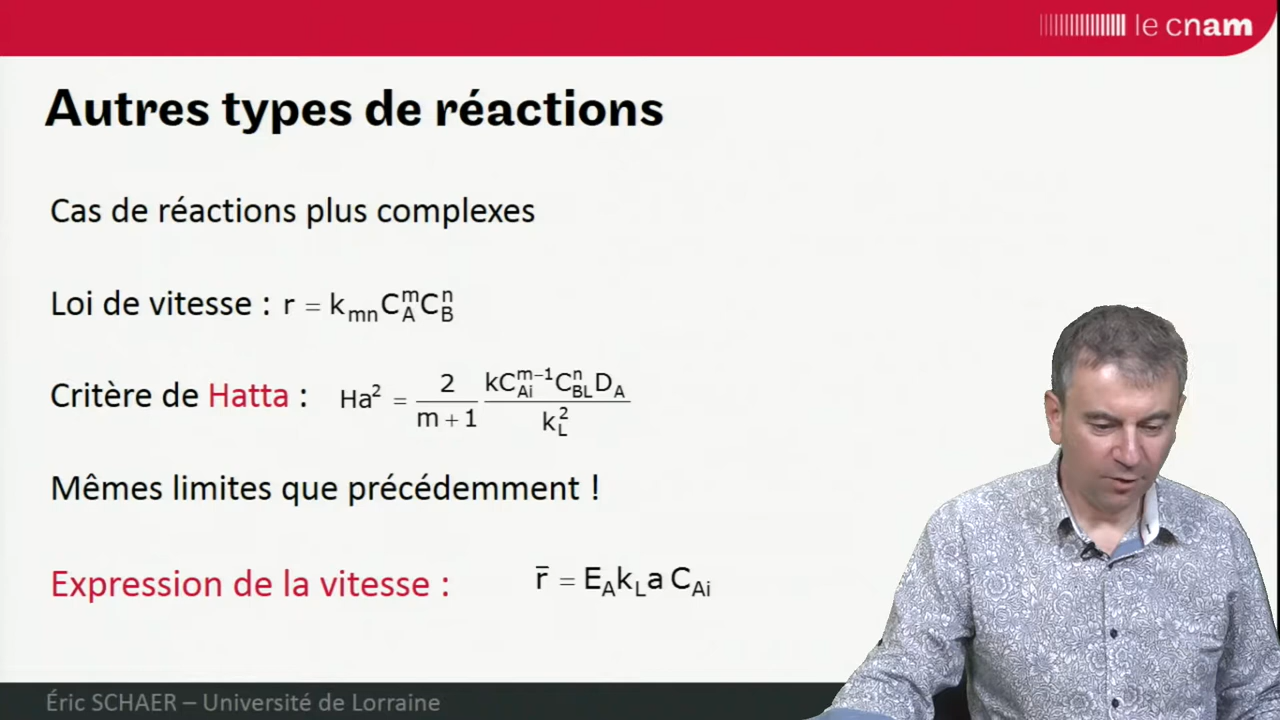 le cnam
Autres types de réactions
Cas de réactions plus complexes
Loi de vitesse : r = k_mn C_A^m C_B^n
Critère de Hatta : Ha² = 2/(m+1) kC_Ai^(m−1) C_BL^n D_A / k_L²
Mêmes limites que précédemment !
Expression de la vitesse : r̄ = E_A k_L a C_Ai
Éric SCHAER – Université de Lorraine